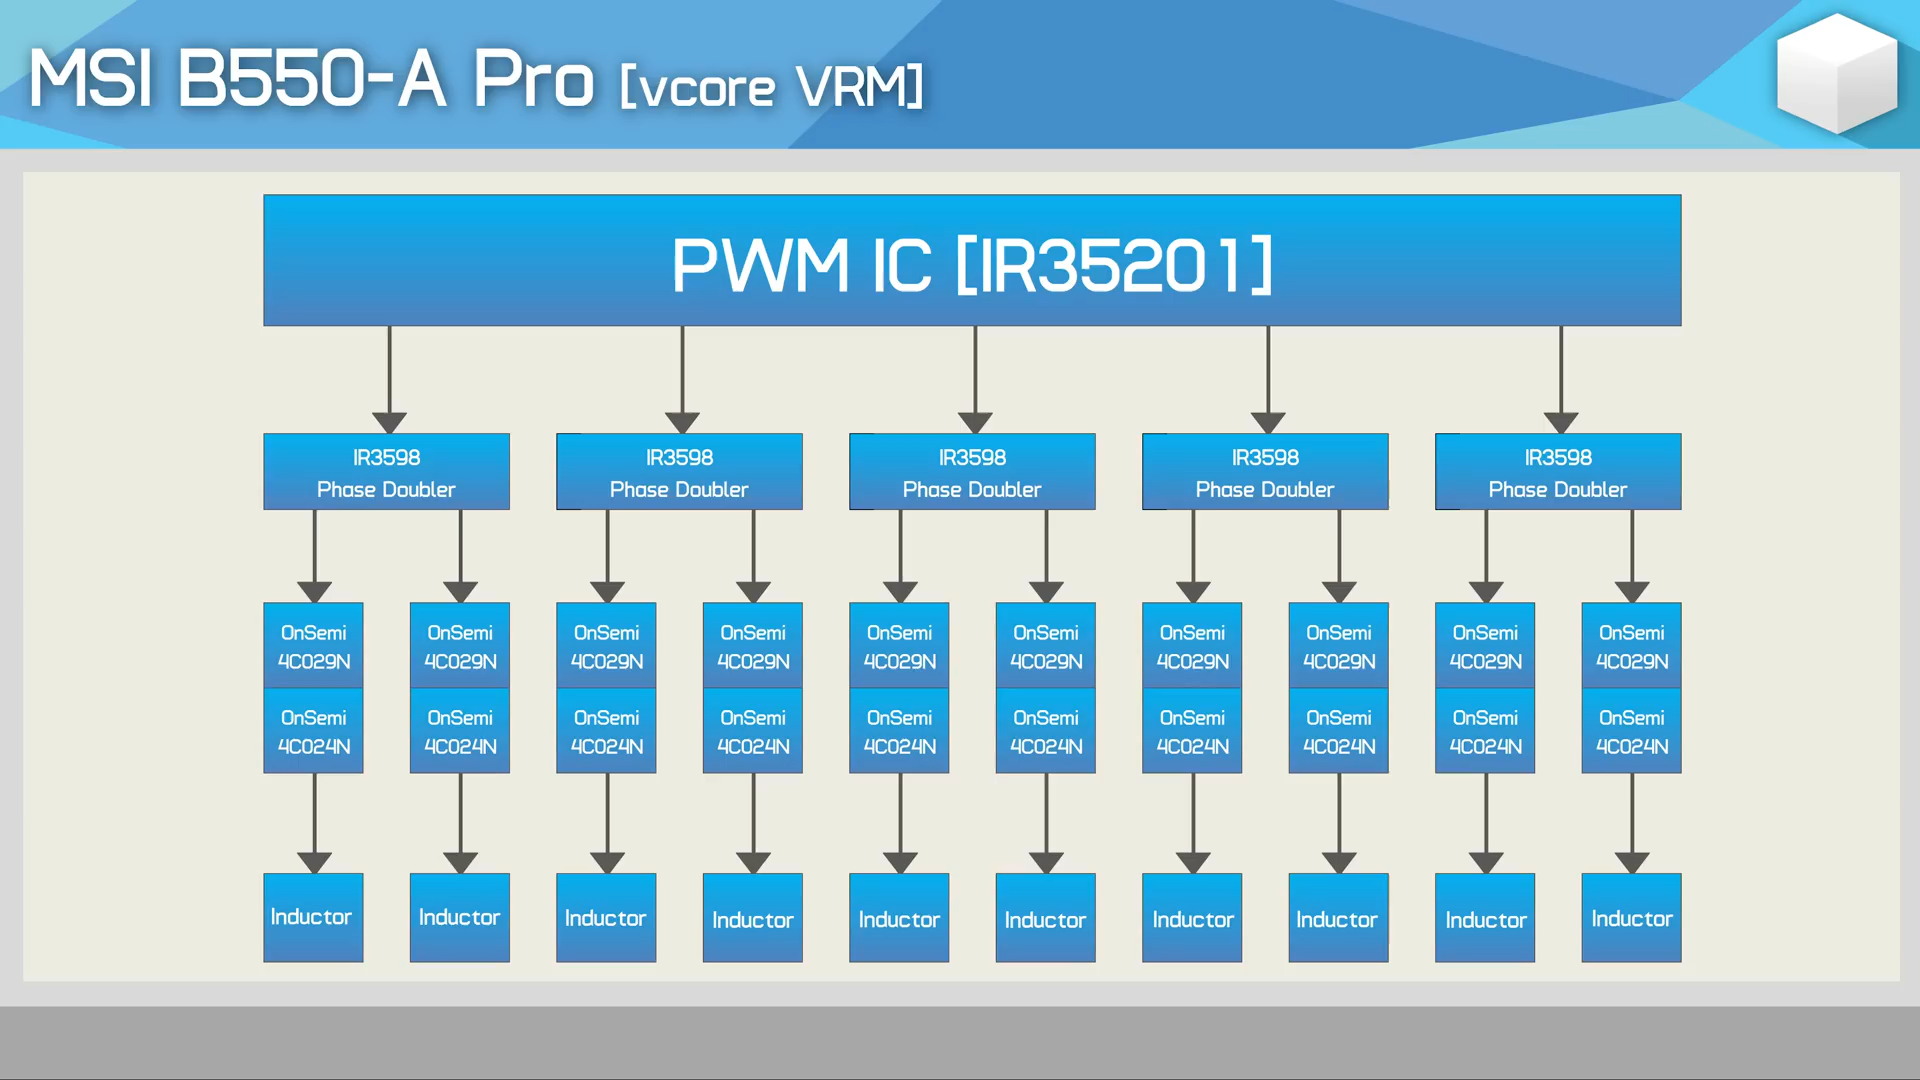 MSI B550-A Pro [vcore VRM]
PWM IC [IR35201]
IR3598 IR3598 IR3598 IR3598 IR3598
Phase Doubler Phase Doubler Phase Doubler Phase Doubler Phase Doubler
OnSemi OnSemi OnSemi OnSemi OnSemi OnSemi OnSemi OnSemi OnSemi OnSemi
4C029N 4C029N 4C029N 4C029N 4C029N 4C029N 4C029N 4C029N 4C029N 4C029N
OnSemi OnSemi OnSemi OnSemi OnSemi OnSemi OnSemi OnSemi OnSemi OnSemi
4C024N 4C024N 4C024N 4C024N 4C024N 4C024N 4C024N 4C024N 4C024N 4C024N
Inductor Inductor Inductor Inductor Inductor Inductor Inductor Inductor Inductor Inductor